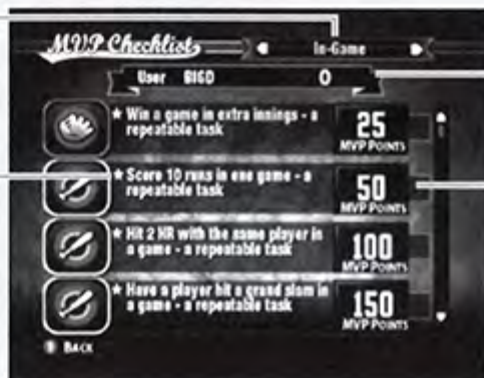 MVP Checklist
In-Game
User BIGD 0
★ Win a game in extra innings - a
repeatable task
25
MVP POINTS
★ Score 10 runs in one game - a
repeatable task
50
MVP POINTS
★ Hit 2 HR with the same player in
a game - a repeatable task
100
MVP POINTS
★ Have a player hit a grand slam in
a game - a repeatable task
150
MVP POINTS
BACK